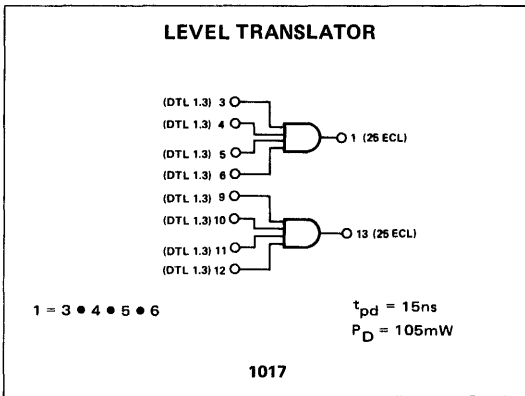 LEVEL TRANSLATOR
(DTL 1.3) 3
(DTL 1.3) 4
(DTL 1.3) 5
(DTL 1.3) 6
1 (25 ECL)
(DTL 1.3) 9
(DTL 1.3) 10
(DTL 1.3) 11
(DTL 1.3) 12
13 (25 ECL)
1 = 3 • 4 • 5 • 6
tpd = 15ns
PD = 105mW
1017